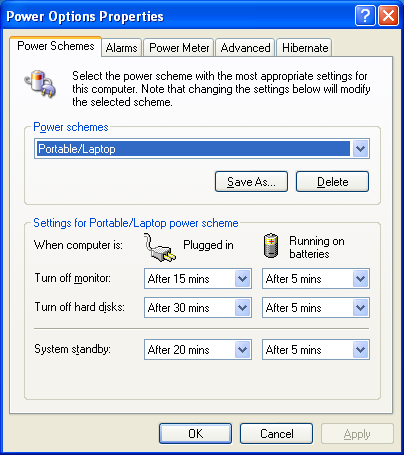 Power Options Properties
?
Power Schemes Alarms Power Meter Advanced Hibernate
Select the power scheme with the most appropriate settings for
this computer. Note that changing the settings below will modify
the selected scheme.
Power schemes
Portable/Laptop
Save As... Delete
Settings for Portable/Laptop power scheme
When computer is: Plugged in Running on
batteries
Turn off monitor: After 15 mins After 5 mins
Turn off hard disks: After 30 mins After 5 mins
System standby: After 20 mins After 5 mins
OK Cancel Apply